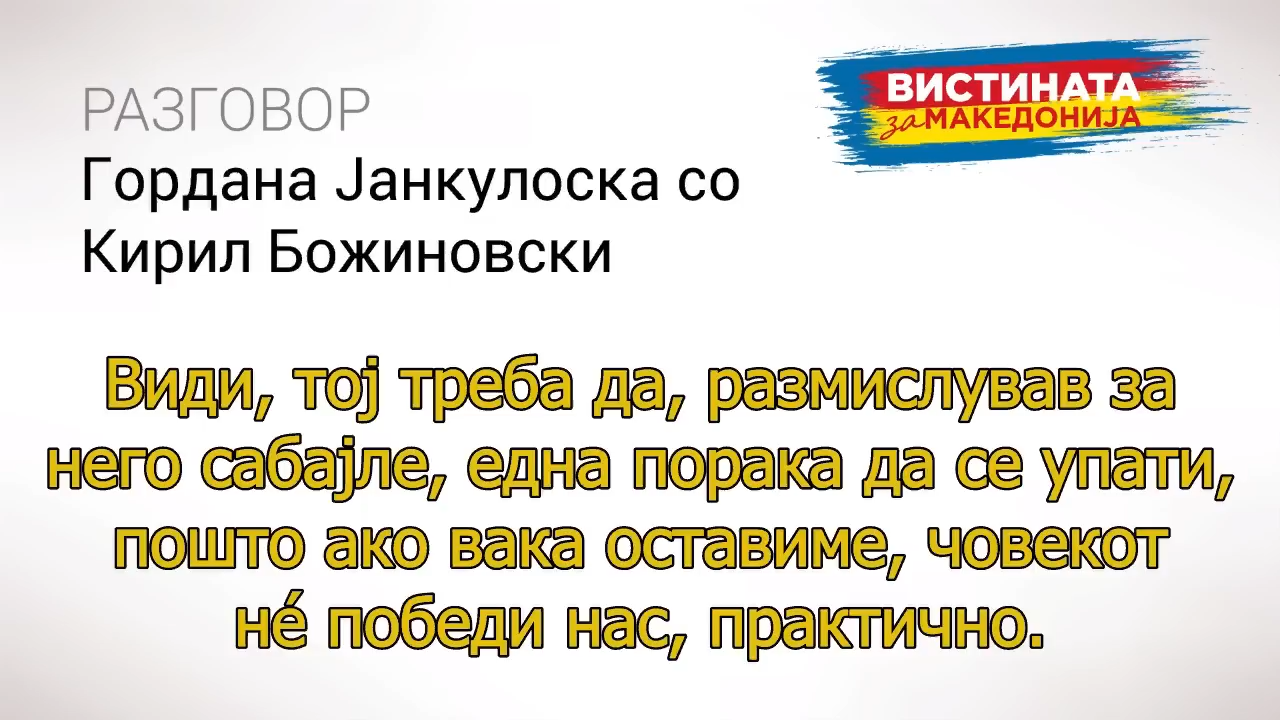 РАЗГОВОР
Гордана Јанкулоска со
Кирил Божиновски
ВИСТИНАТА
за МАКЕДОНИЈА
Види, тој треба да, размислував за
него сабајле, една порака да се упати,
пошто ако вака оставиме, човекот
нé победи нас, практично.